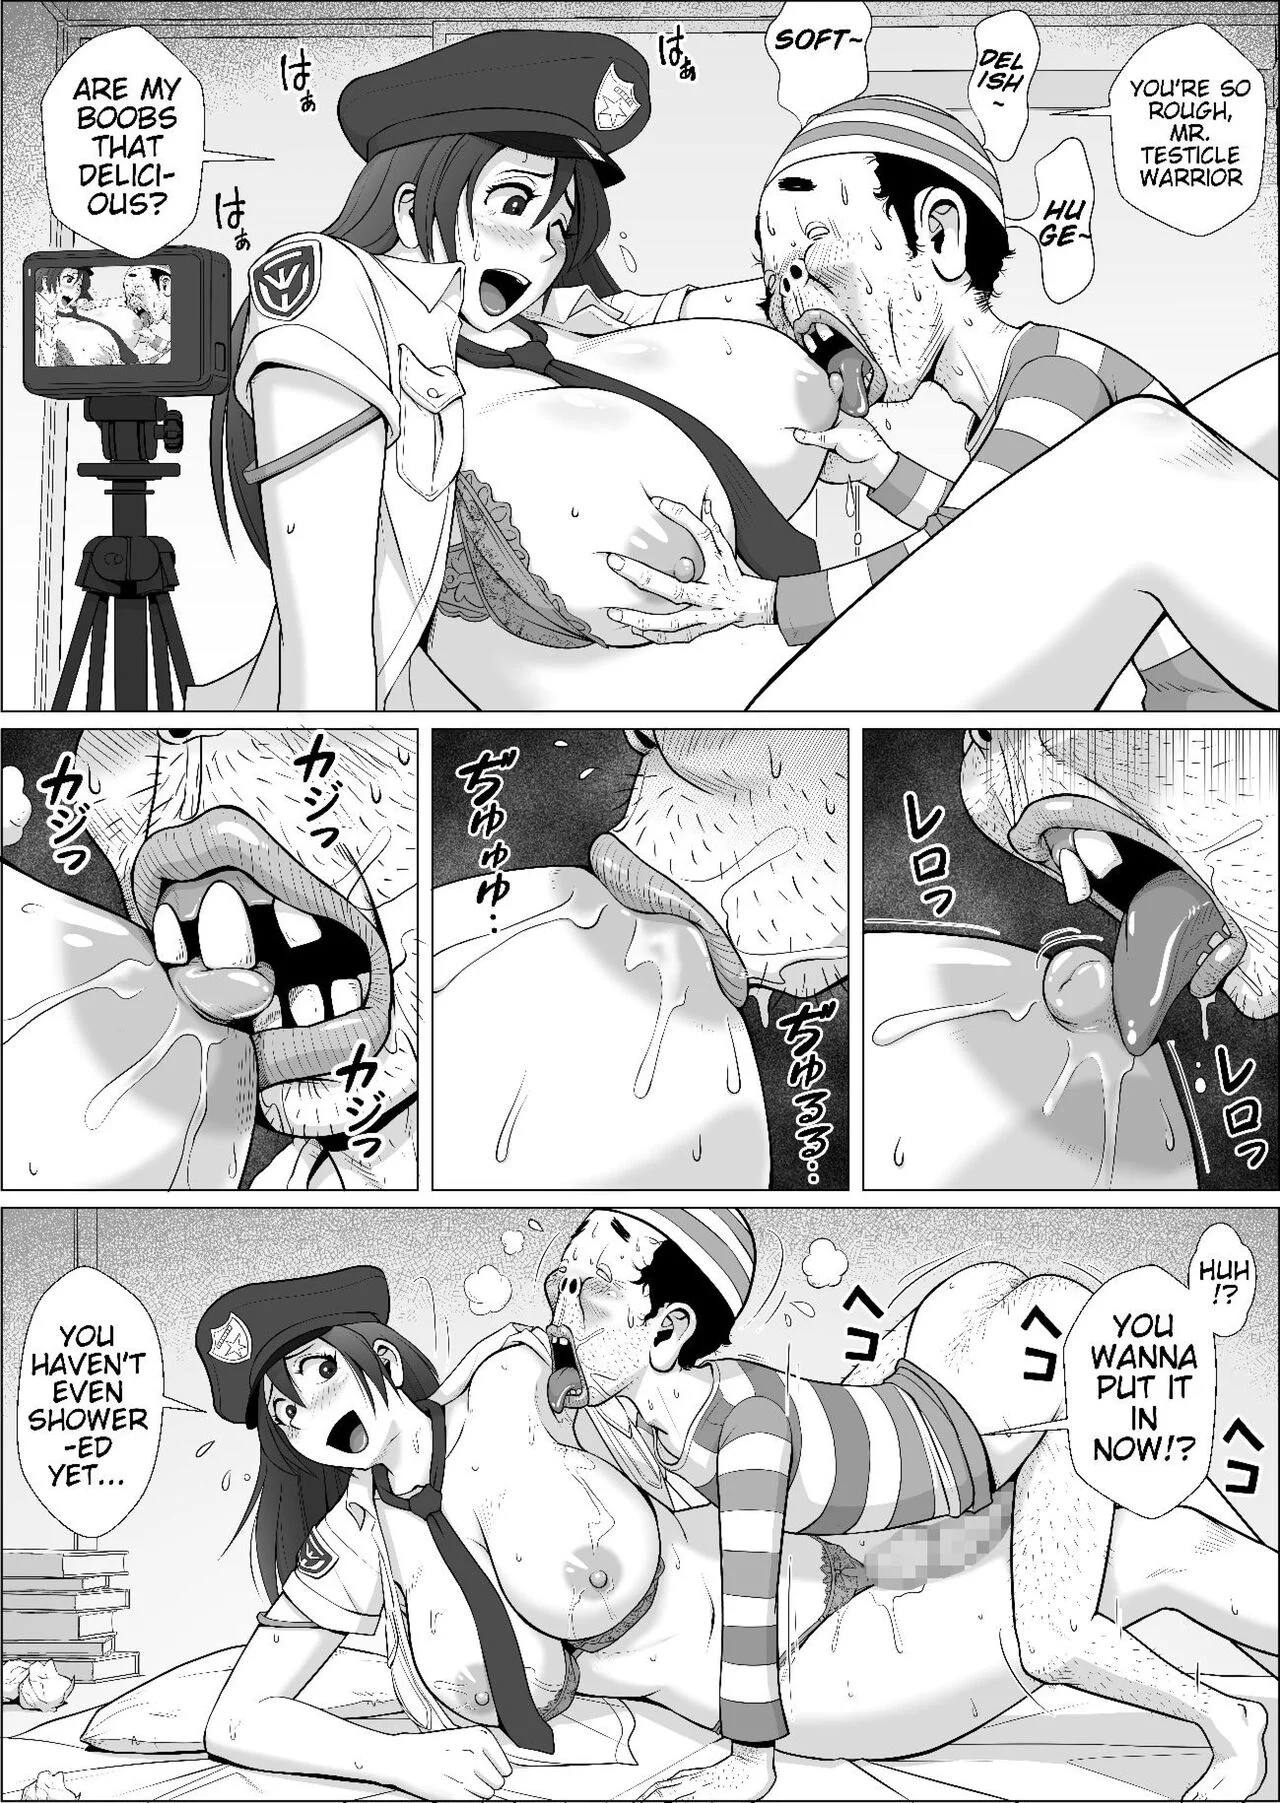 YOU'RE SO
ROUGH,
MR.
TESTICLE
WARRIOR
DEL
ISH
~
SOFT~
HU
GE~
はぁ
はぁ
はぁ
ARE MY
BOOBS
THAT
DELICI-
OUS?
レロっ
レロっ
ぢゅゅゅ‥
ぢゅるる‥
カジっ
カジっ
カジっ
HUH
!?
YOU
WANNA
PUT IT
IN
NOW!?
ヘコ
ヘコ
ヘコ
YOU
HAVEN'T
EVEN
SHOWER
-ED
YET...